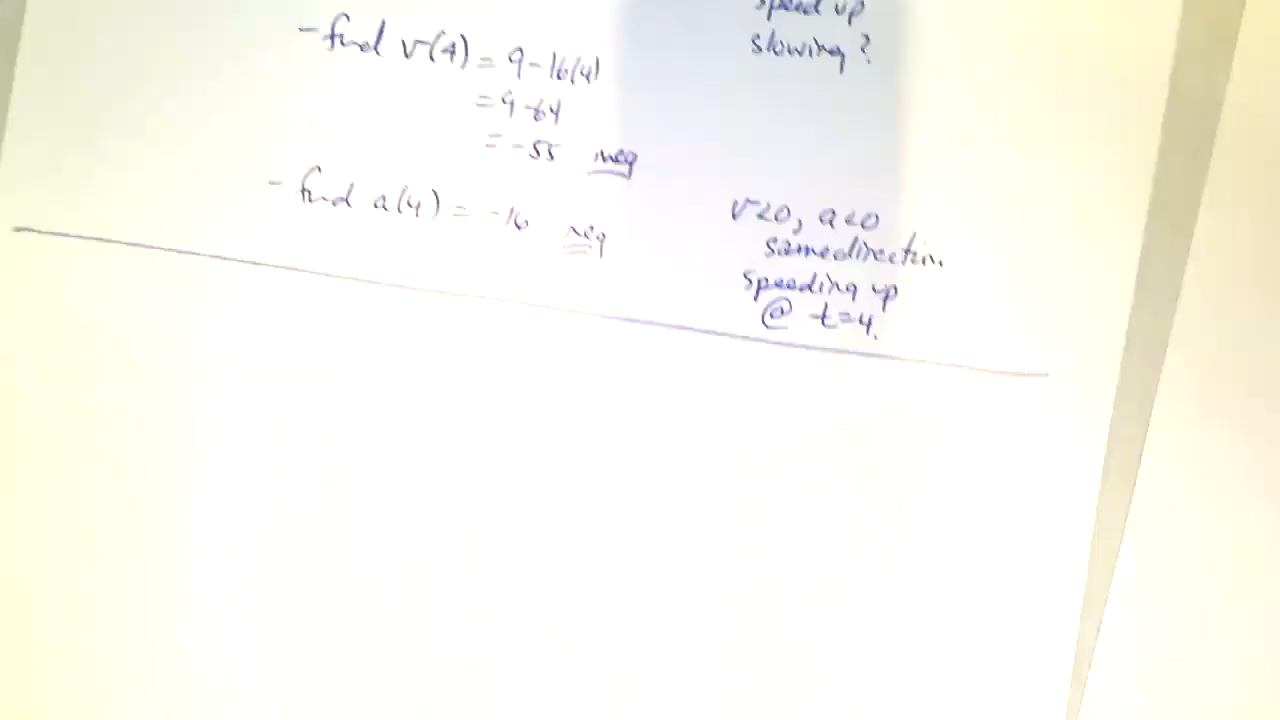 speed up
slowing?
- find v(4) = 9-16(4)
= 9-64
= -55 neg
- find a(4) = -16 neg
v<0, a<0
same direction
speeding up
@ t=4.